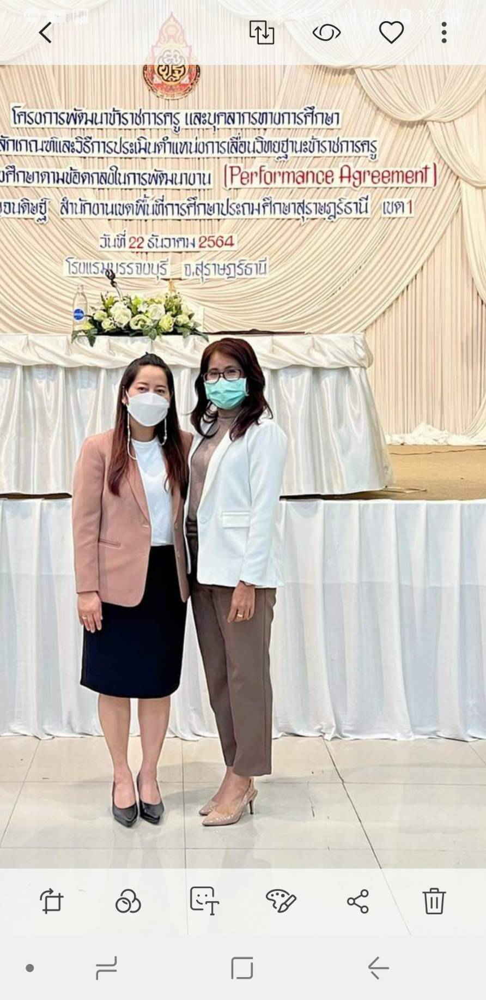 32% 15:39
โครงการพัฒนาข้าราชการครู และบุคลากรทางการศึกษา
ลักเกณฑ์และวิธีการประเมินตำแหน่งการเลื่อนวิทยฐานะข้าราชการครู
งศึกษาตามข้อตกลงในการพัฒนางาน (Performance Agreement)
จนดิษฐ์ สำนักงานเขตพื้นที่การศึกษาประถมศึกษาสุราษฎร์ธานี เขต 1
วันที่ 22 ธันวาคม 2564
โรงแรมบรรจงบุรี จ.สุราษฎร์ธานี